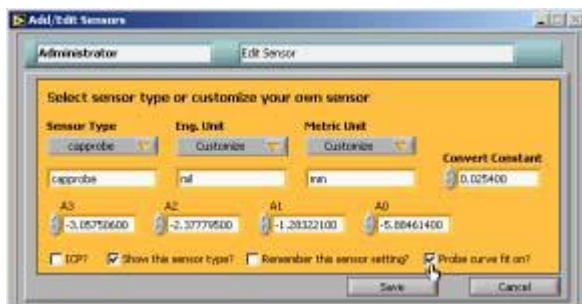 Add/Edit Sensors
Administrator Edit Sensor
Select sensor type or customize your own sensor
Sensor Type Eng. Unit Metric Unit
capprobe Customize Customize
Convert Constant
capprobe mil mm 0.025400
A3 A2 A1 A0
-3.05750600 -2.37779500 -1.28322100 -5.88461400
ICP? Show this sensor type? Remember this sensor setting? Probe curve fit on?
Save Cancel